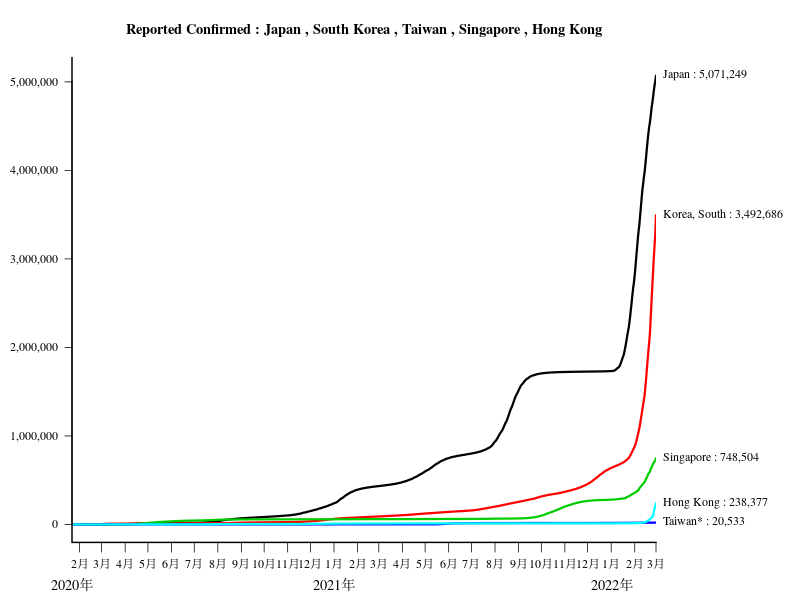 Reported Confirmed : Japan , South Korea , Taiwan , Singapore , Hong Kong
5,000,000
4,000,000
3,000,000
2,000,000
1,000,000
0
Japan : 5,071,249
Korea, South : 3,492,686
Singapore : 748,504
Hong Kong : 238,377
Taiwan* : 20,533
2月 3月 4月 5月 6月 7月 8月 9月 10月 11月 12月 1月 2月 3月 4月 5月 6月 7月 8月 9月 10月 11月 12月 1月 2月 3月
2020年 2021年 2022年